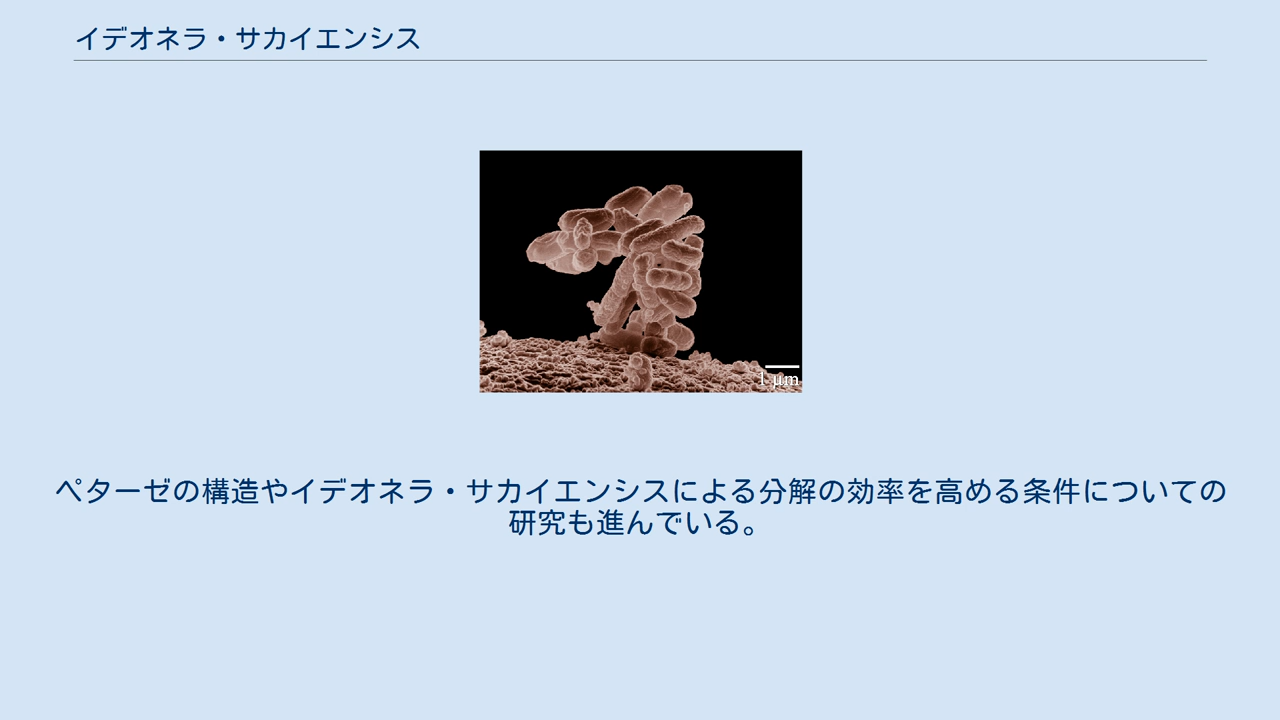 イデオネラ・サカイエンシス
1 µm
ペターゼの構造やイデオネラ・サカイエンシスによる分解の効率を高める条件についての
研究も進んでいる。